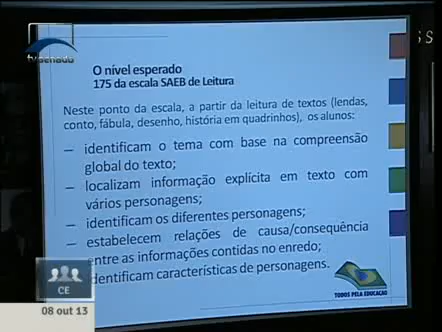 tv senado
S S
O nível esperado
175 da escala SAEB de Leitura
Neste ponto da escala, a partir da leitura de textos (lendas,
conto, fábula, desenho, história em quadrinhos), os alunos:
– identificam o tema com base na compreensão
global do texto;
– localizam informação explícita em texto com
vários personagens;
– identificam os diferentes personagens;
– estabelecem relações de causa/consequência
entre as informações contidas no enredo;
identificam características de personagens.
TODOS PELA EDUCAÇÃO
CE
08 out 13